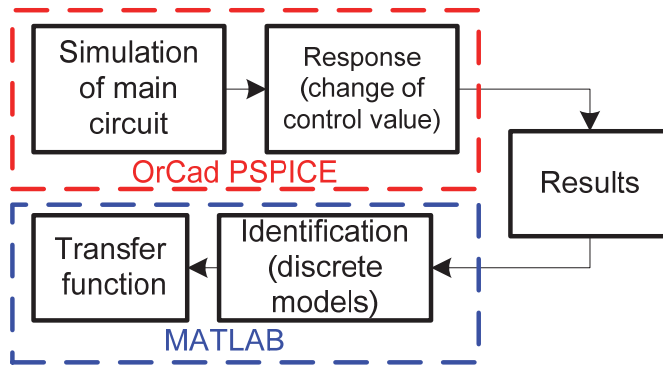 Simulation
of main
circuit
Response
(change of
control value)
OrCad PSPICE
Results
Transfer
function
Identification
(discrete
models)
MATLAB